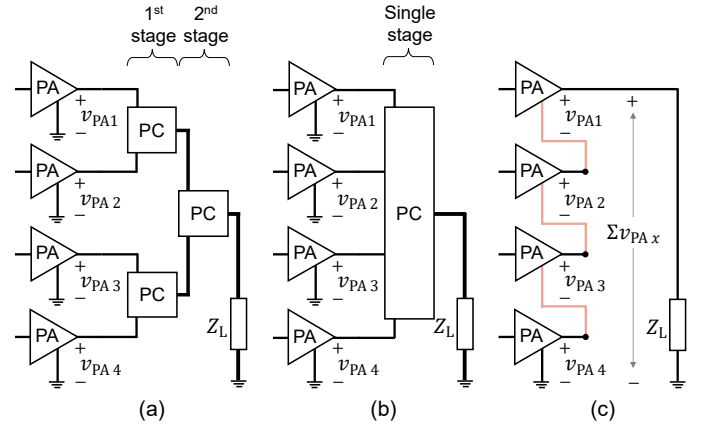 1st stage
2nd stage
PA
+
vPA1
−
PC
PA
+
vPA 2
−
PC
PA
+
vPA 3
−
PC
PA
+
vPA 4
−
ZL
(a)
Single stage
PA
+
vPA1
−
PA
+
vPA 2
−
PC
PA
+
vPA 3
−
PA
+
vPA 4
−
ZL
(b)
PA
+
vPA1
−
+
PA
+
vPA 2
−
ΣvPA x
PA
+
vPA 3
−
PA
+
vPA 4
−
−
ZL
(c)